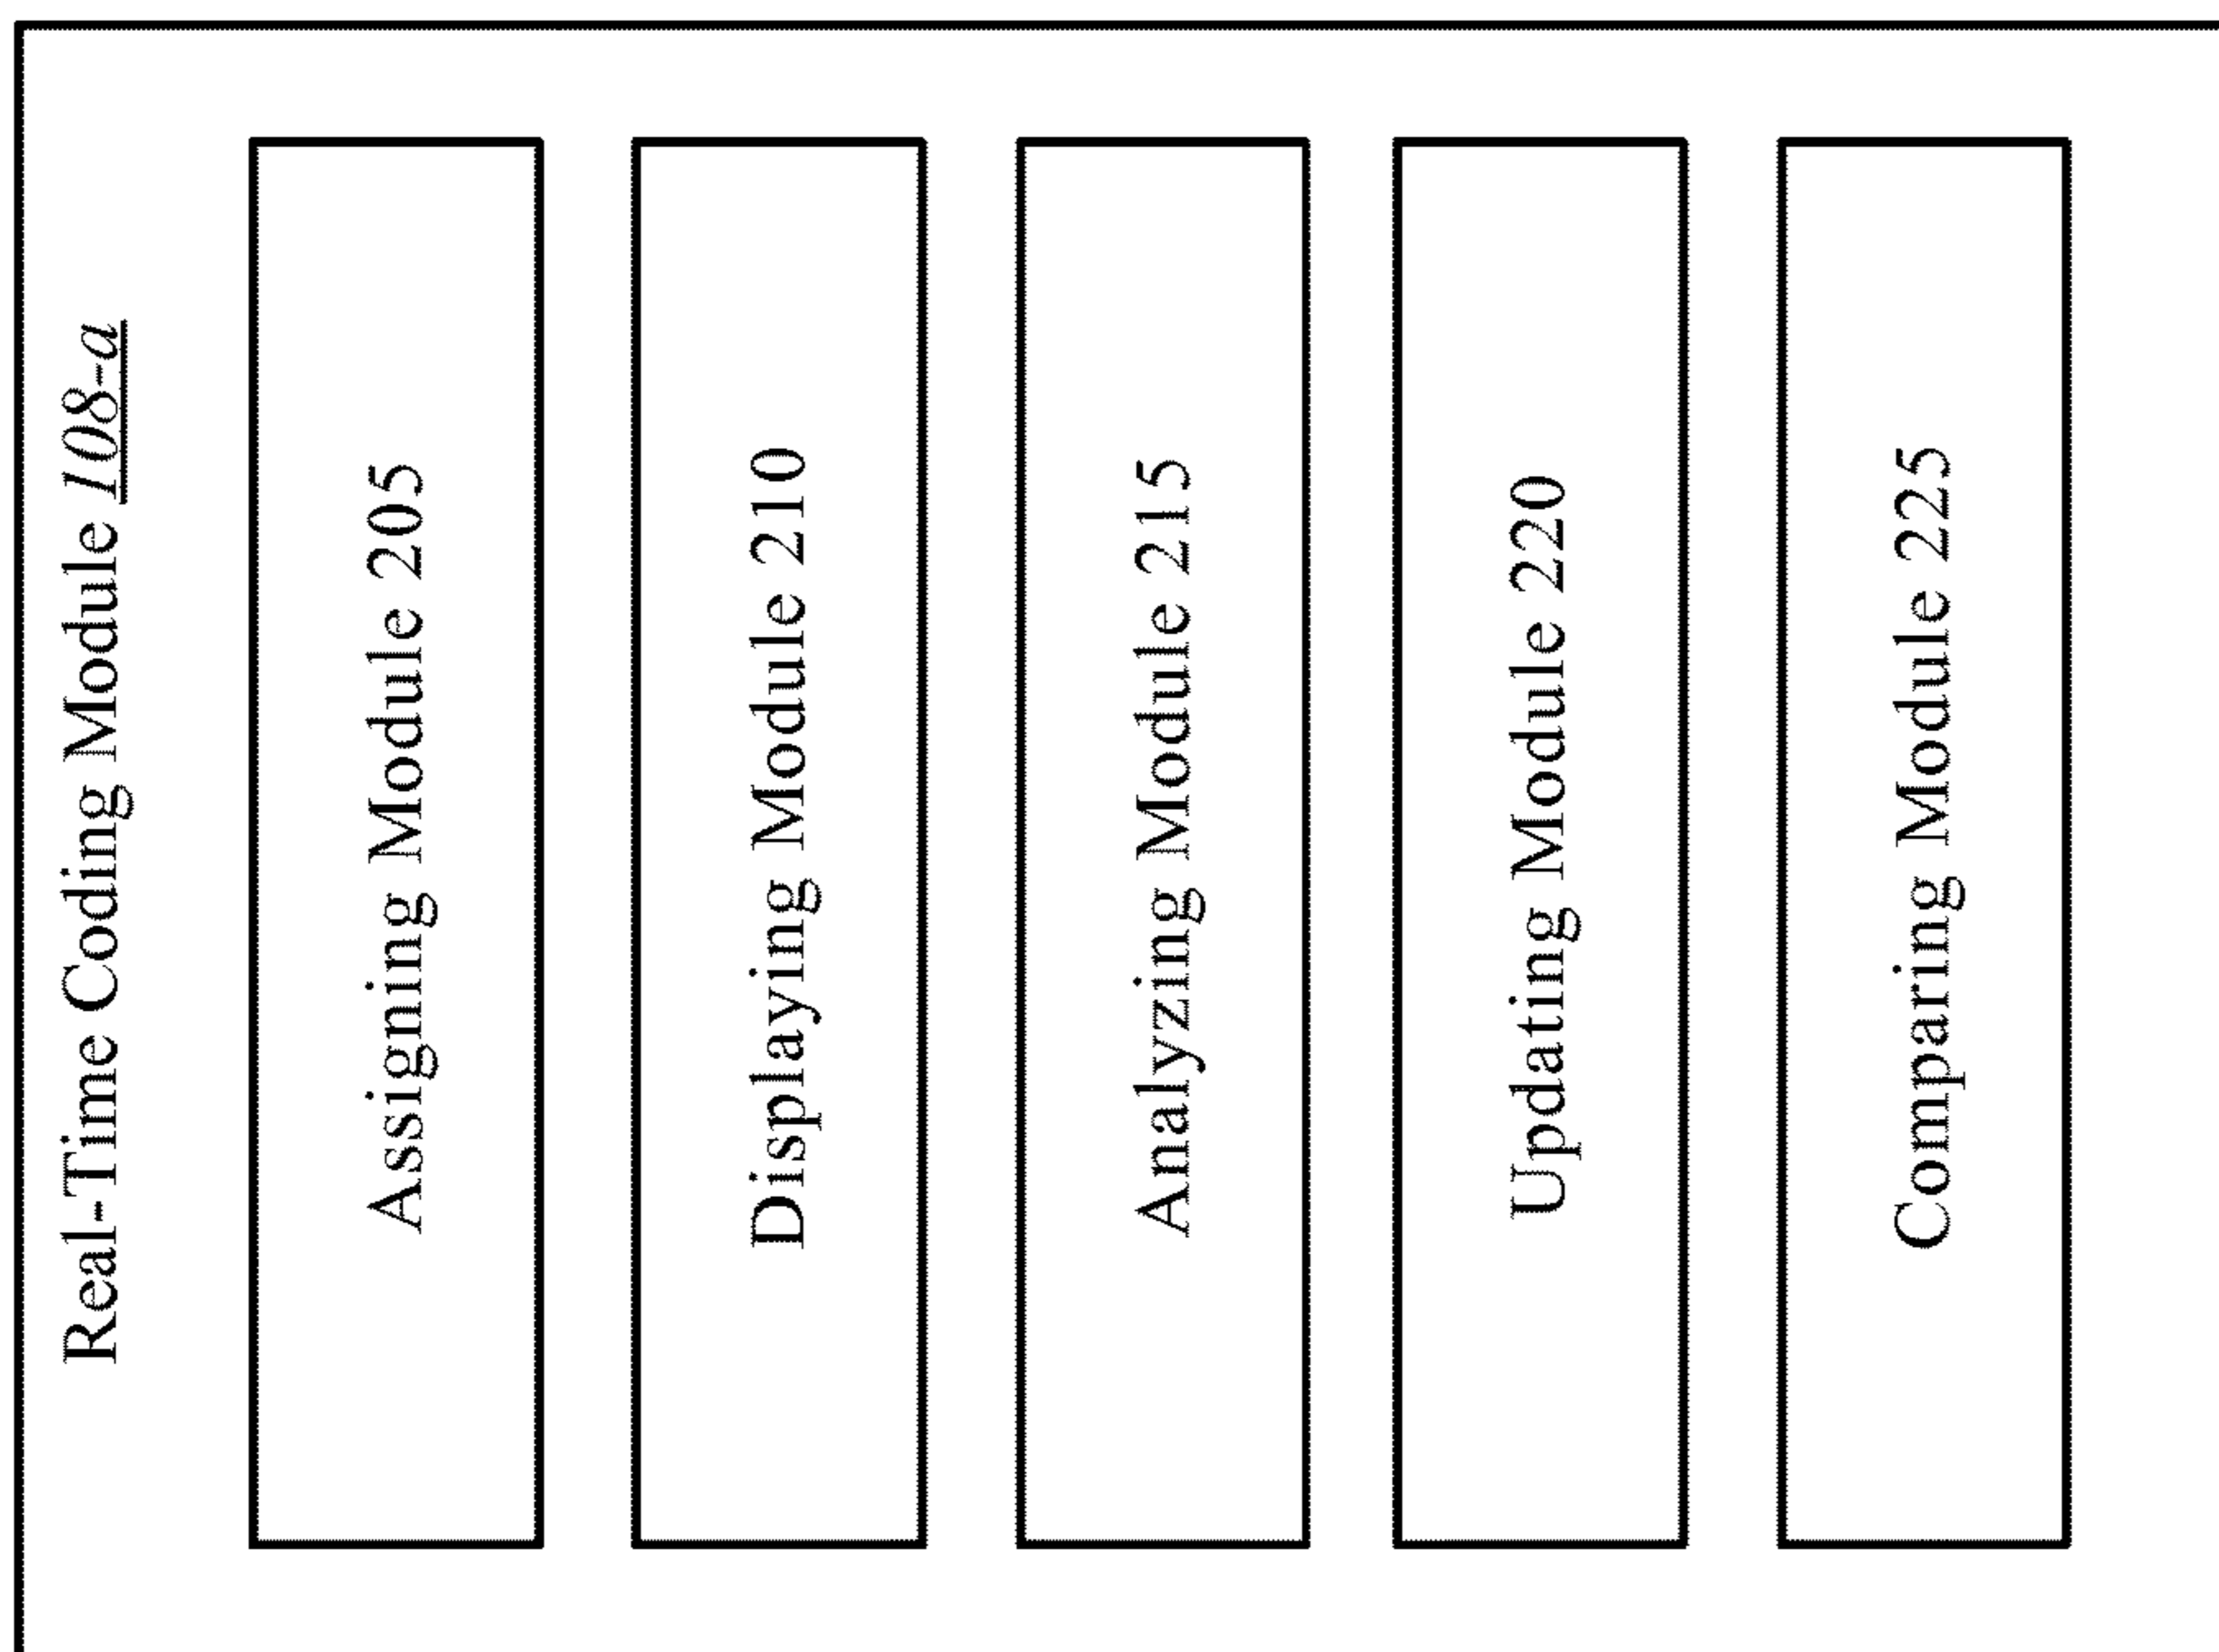 Real-Time Coding Module 108-a
Assigning Module 205
Displaying Module 210
Analyzing Module 215
Updating Module 220
Comparing Module 225